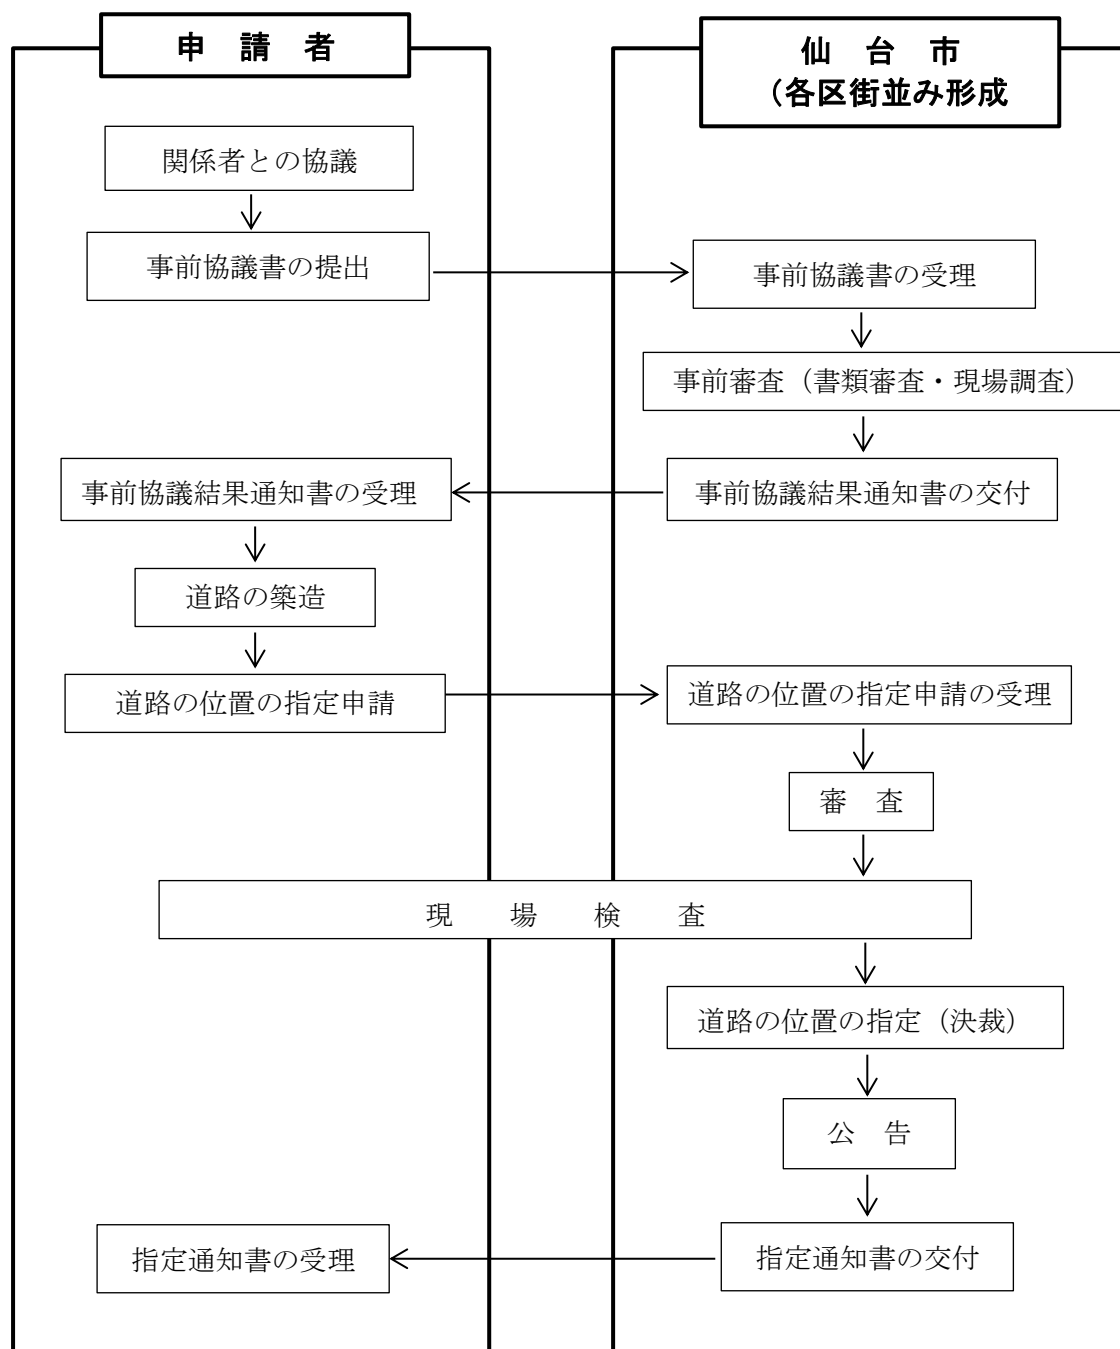 申 請 者
仙 台 市
（各区街並み形成
関係者との協議
事前協議書の提出
事前協議書の受理
事前審査（書類審査・現場調査）
事前協議結果通知書の受理
事前協議結果通知書の交付
道路の築造
道路の位置の指定申請
道路の位置の指定申請の受理
審 査
現 場 検 査
道路の位置の指定（決裁）
公 告
指定通知書の受理
指定通知書の交付